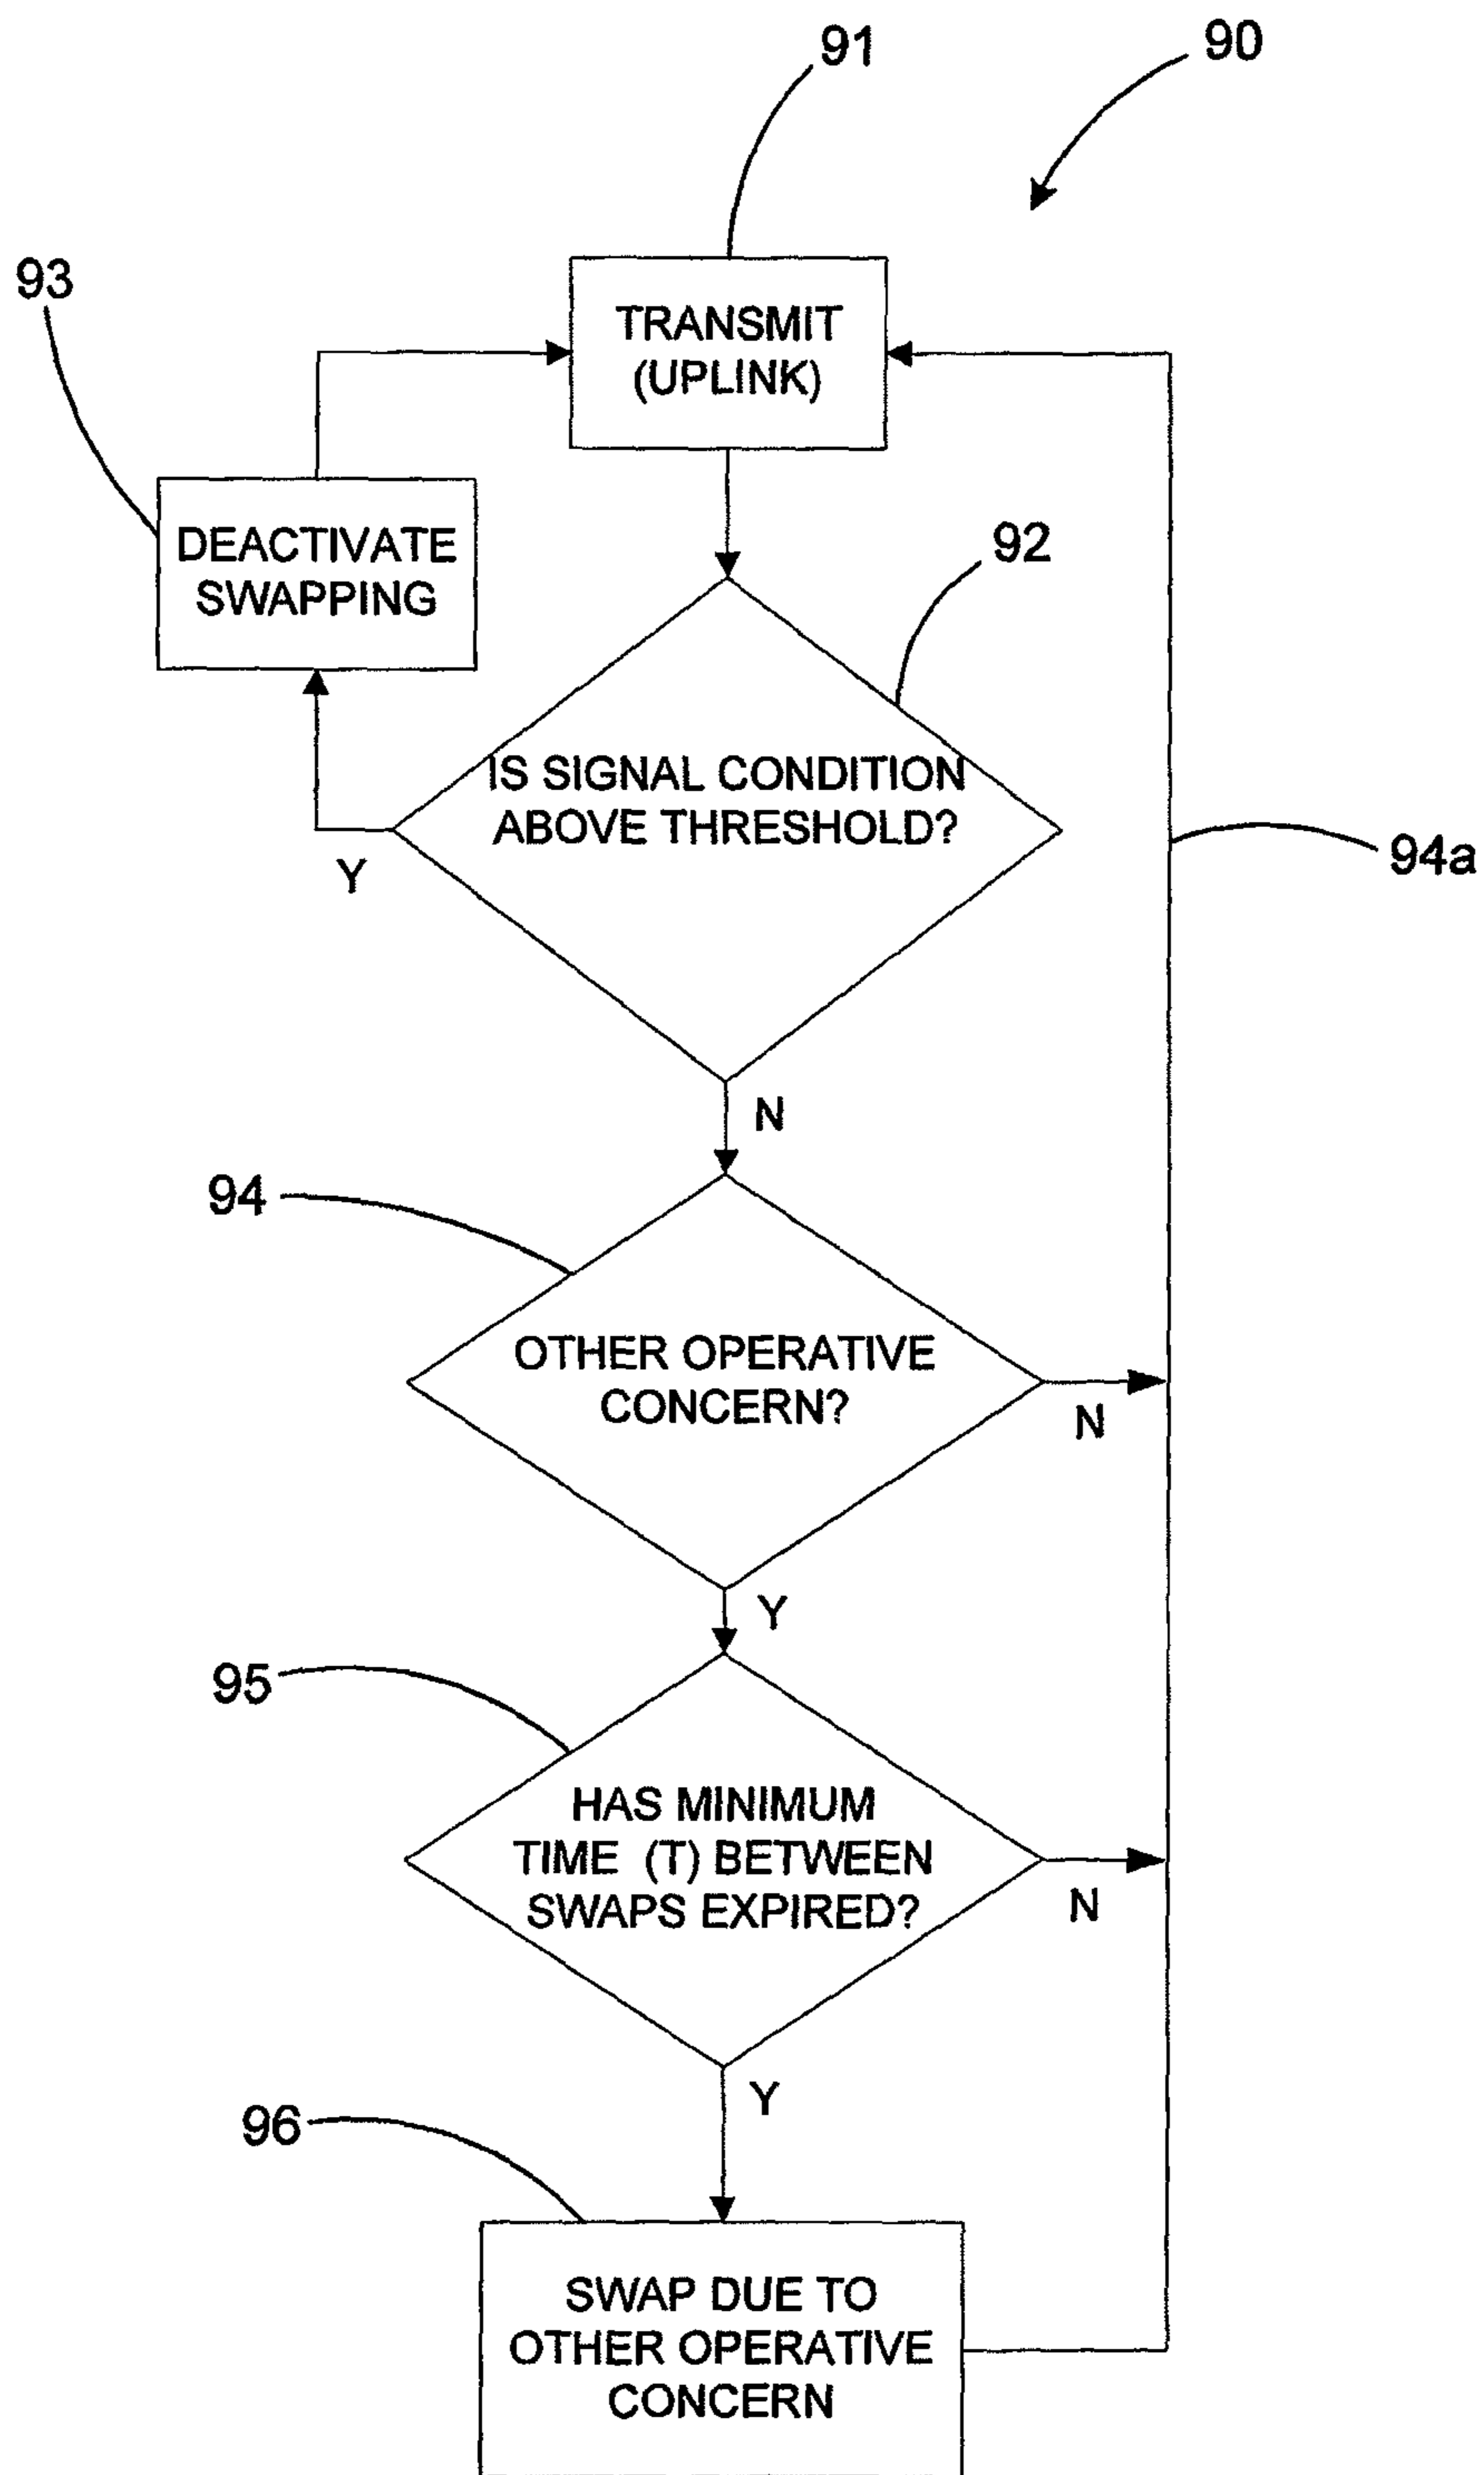 91
90
93
TRANSMIT
(UPLINK)
DEACTIVATE
SWAPPING
92
IS SIGNAL CONDITION
ABOVE THRESHOLD?
94a
Y
N
94
OTHER OPERATIVE
CONCERN?
N
Y
95
HAS MINIMUM
TIME (T) BETWEEN
SWAPS EXPIRED?
N
Y
96
SWAP DUE TO
OTHER OPERATIVE
CONCERN